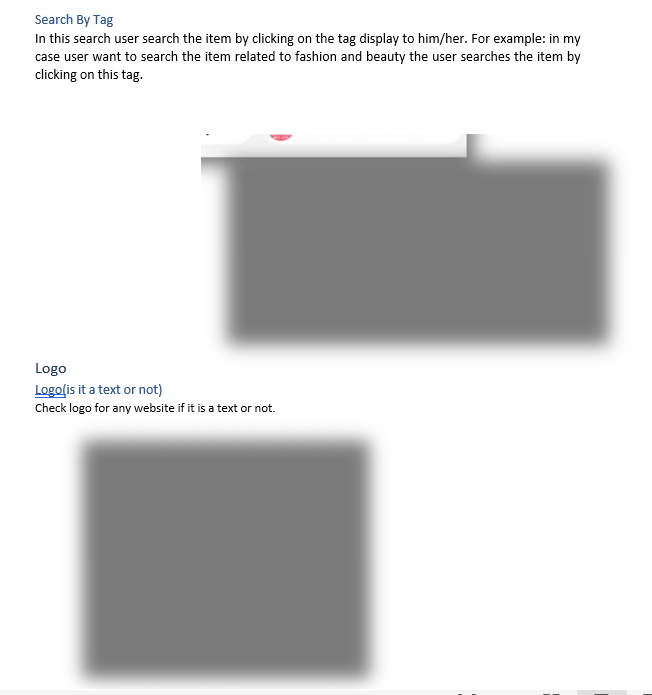 Search By Tag
In this search user search the item by clicking on the tag display to him/her. For example: in my
case user want to search the item related to fashion and beauty the user searches the item by
clicking on this tag.
Logo
Logo(is it a text or not)
Check logo for any website if it is a text or not.